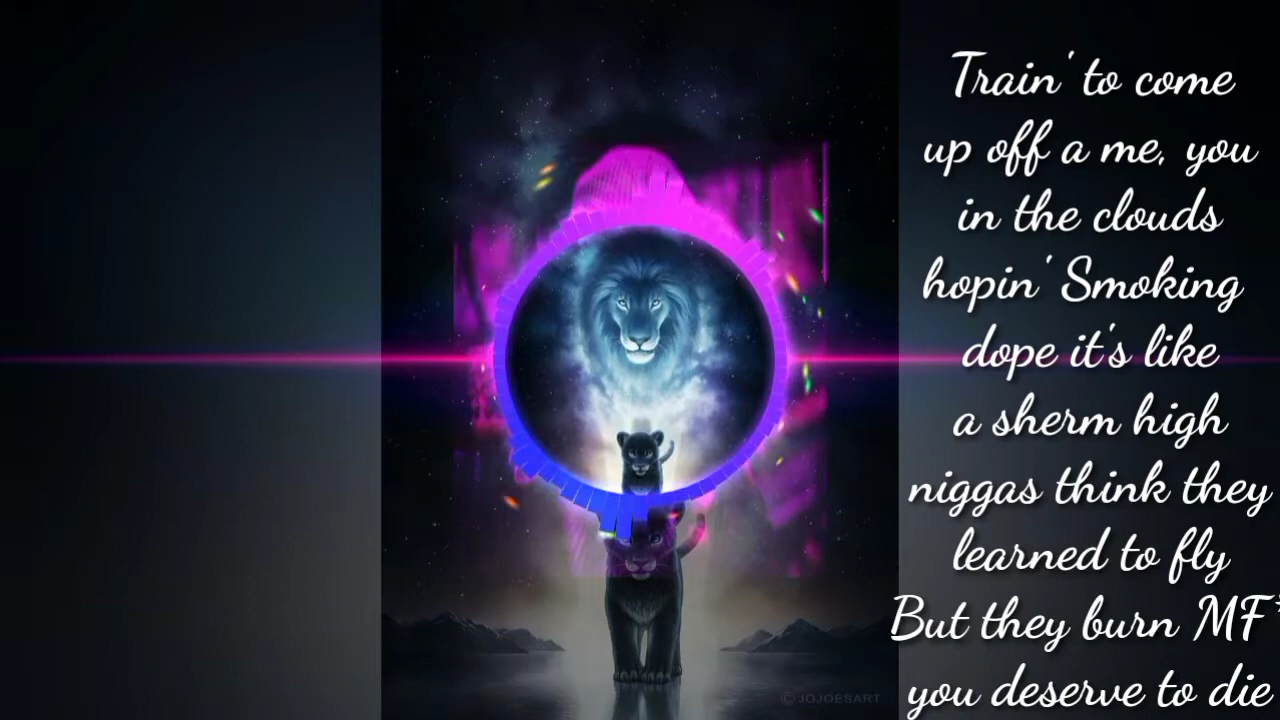 Train' to come
up off a me, you
in the clouds
hopin' Smoking
dope it's like
a sherm high
niggas think they
learned to fly
But they burn MF*
you deserve to die
©JOJOESART